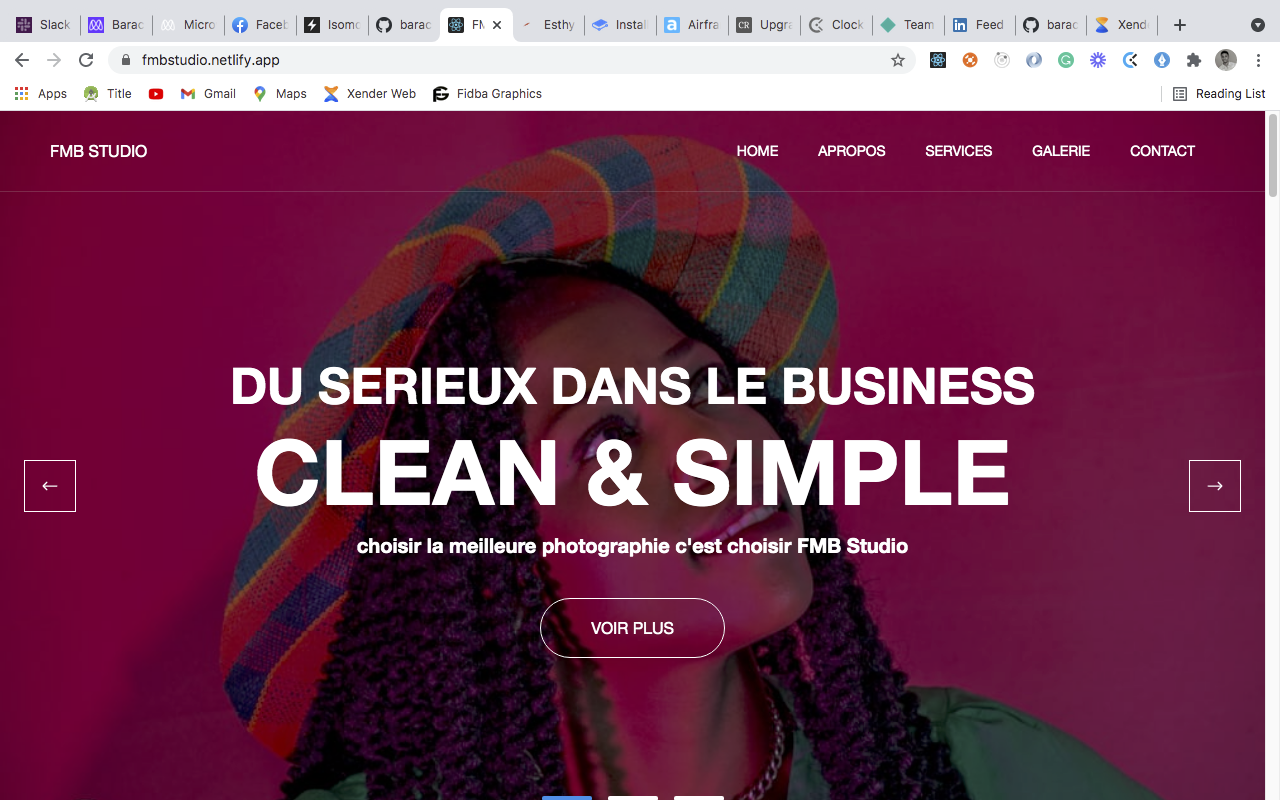 Slack Barac Micro Faceb Isomo barac FM Esthy Install Airfra Upgra Clock Team Feed barac Xend
fmbstudio.netlify.app
Apps Title Gmail Maps Xender Web Fidba Graphics Reading List
FMB STUDIO HOME APROPOS SERVICES GALERIE CONTACT
DU SERIEUX DANS LE BUSINESS
CLEAN & SIMPLE
choisir la meilleure photographie c'est choisir FMB Studio
VOIR PLUS